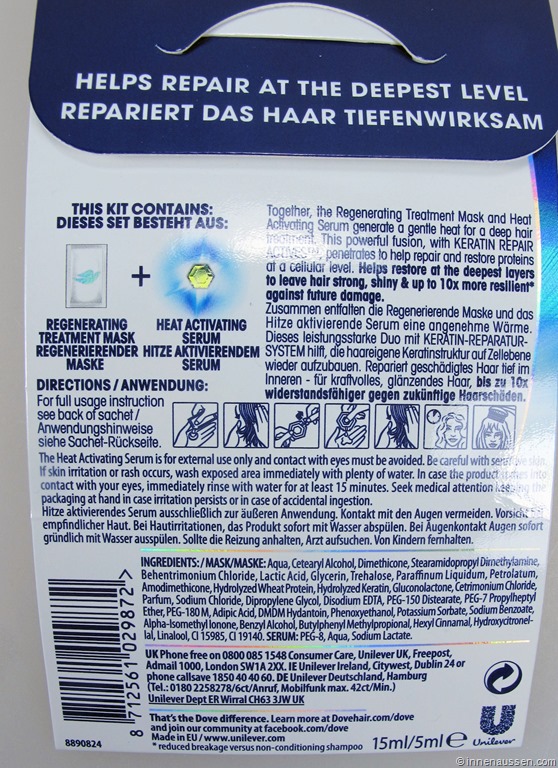 HELPS REPAIR AT THE DEEPEST LEVEL
REPARIERT DAS HAAR TIEFENWIRKSAM
THIS KIT CONTAINS:
DIESES SET BESTEHT AUS:
+
REGENERATING
TREATMENT MASK
REGENERIERENDER
MASKE
HEAT ACTIVATING
SERUM
HITZE AKTIVIERENDEM
SERUM
Together, the Regenerating Treatment Mask and Heat
Activating Serum generate a gentle heat for a deep hair
treatment. This powerful fusion, with KERATIN REPAIR
ACTIVES™, penetrates to help repair and restore proteins
at a cellular level. Helps restore at the deepest layers
to leave hair strong, shiny & up to 10x more resilient*
against future damage.
Zusammen entfalten die Regenerierende Maske und das
Hitze aktivierende Serum eine angenehme Wärme.
Dieses leistungsstarke Duo mit KERATIN-REPARATUR-
SYSTEM hilft, die haareigene Keratinstruktur auf Zellebene
wieder aufzubauen. Repariert geschädigtes Haar tief im
Inneren - für kraftvolles, glänzendes Haar, bis zu 10x
widerstandsfähiger gegen zukünftige Haarschäden.
DIRECTIONS / ANWENDUNG:
For full usage instruction
see back of sachet /
Anwendungshinweise
siehe Sachet-Rückseite.
The Heat Activating Serum is for external use only and contact with eyes must be avoided. Be careful with sensitive skin.
If skin irritation or rash occurs, wash exposed area immediately with plenty of water. In case the product comes into
contact with your eyes, immediately rinse with water for at least 15 minutes. Seek medical attention keeping the
packaging at hand in case irritation persists or in case of accidental ingestion.
Hitze aktivierendes Serum ausschließlich zur äußeren Anwendung. Kontakt mit den Augen vermeiden. Vorsicht bei
empfindlicher Haut. Bei Hautirritationen, das Produkt sofort mit Wasser abspülen. Bei Augenkontakt Augen sofort
gründlich mit Wasser ausspülen. Sollte die Reizung anhalten, Arzt aufsuchen. Von Kindern fernhalten.
INGREDIENTS: / MASK/MASKE: Aqua, Cetearyl Alcohol, Dimethicone, Stearamidopropyl Dimethylamine,
Behentrimonium Chloride, Lactic Acid, Glycerin, Trehalose, Paraffinum Liquidum, Petrolatum,
Amodimethicone, Hydrolyzed Wheat Protein, Hydrolyzed Keratin, Gluconolactone, Cetrimonium Chloride,
Parfum, Sodium Chloride, Dipropylene Glycol, Disodium EDTA, PEG-150 Distearate, PEG-7 Propylheptyl
Ether, PEG-180 M, Adipic Acid, DMDM Hydantoin, Phenoxyethanol, Potassium Sorbate, Sodium Benzoate,
Alpha-Isomethyl Ionone, Benzyl Alcohol, Butylphenyl Methylpropional, Hexyl Cinnamal, Hydroxycitronel-
lal, Linalool, CI 15985, CI 19140. SERUM: PEG-8, Aqua, Sodium Lactate.
UK Phone free on 0800 085 1548 Consumer Care, Unilever UK, Freepost,
Admail 1000, London SW1A 2XX. IE Unilever Ireland, Citywest, Dublin 24 or
phone callsave 1850 40 40 60. DE Unilever Deutschland, Hamburg
(Tel.: 0180 2258278/6ct/Anruf, Mobilfunk max. 42ct/Min.)
Unilever Dept ER Wirral CH63 3JW UK
That's the Dove difference. Learn more at Dovehair.com/dove
and join our community at facebook.com/dove
Made in EU / www.unilever.com
* reduced breakage versus non-conditioning shampoo
15ml/5ml e
Unilever
8 712561 029872 >
8890824
© innenaussen.com